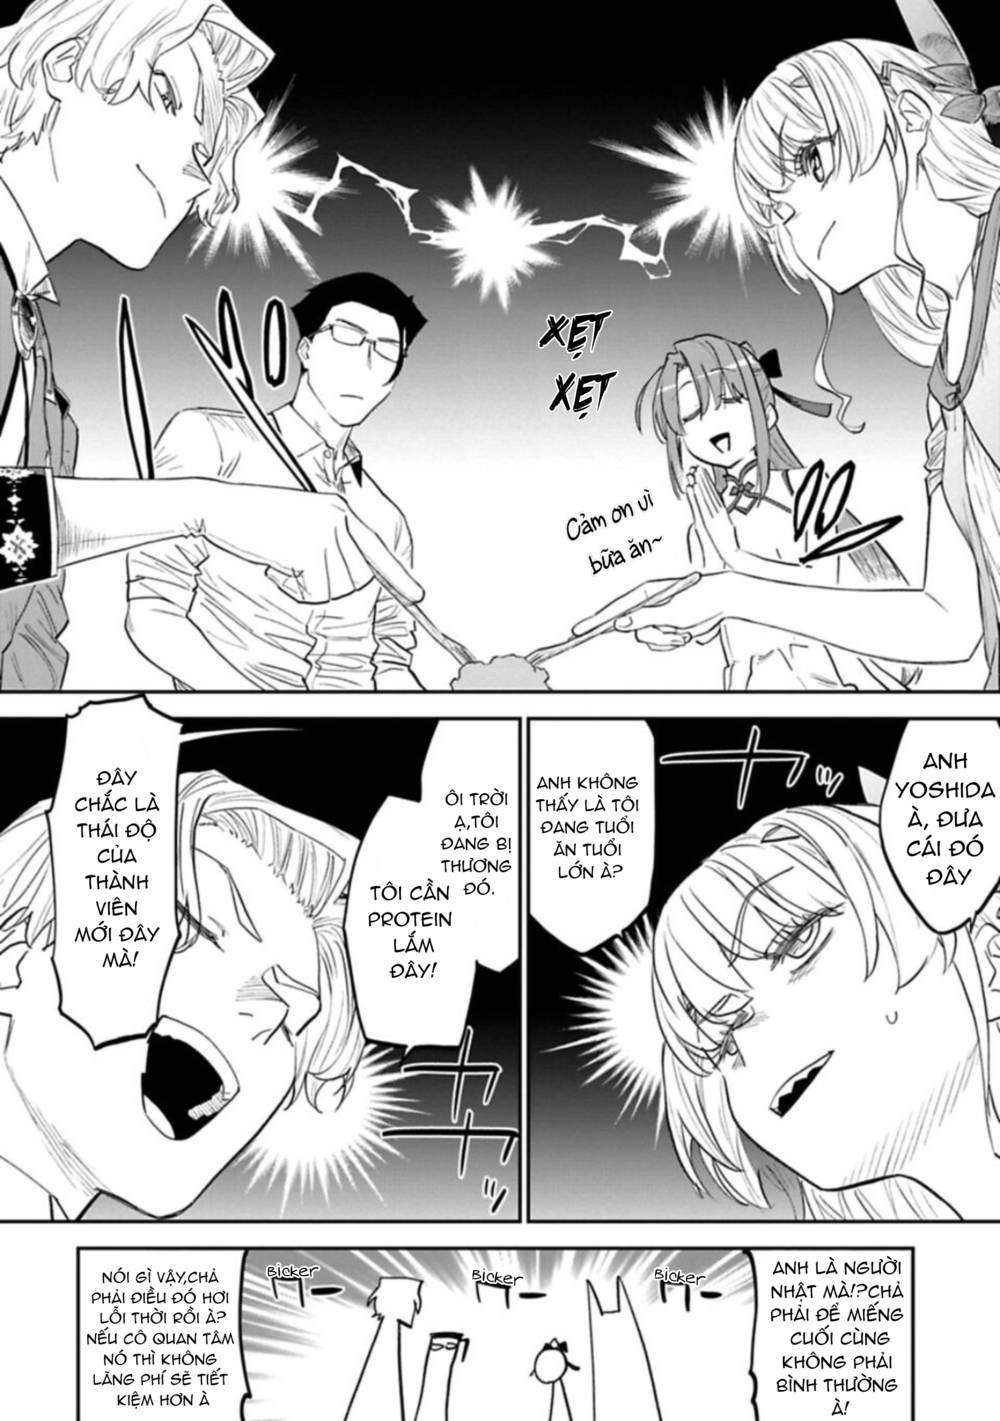 XẸT
XẸT
Cảm ơn vì
bữa ăn~
ANH
YOSHIDA
À, ĐƯA
CÁI ĐÓ
ĐÂY
ANH KHÔNG
THẤY LÀ TÔI
ĐANG TUỔI
ĂN TUỔI
LỚN À?
ÔI TRỜI
Ạ,TÔI
ĐANG BỊ
THƯƠNG
ĐÓ.
TÔI CẦN
PROTEIN
LẮM
ĐÂY!
ĐÂY
CHẮC LÀ
THÁI ĐỘ
CỦA
THÀNH
VIÊN
MỚI ĐÂY
MÀ!
ANH LÀ NGƯỜI
NHẬT MÀ!?CHẢ
PHẢI ĐỂ MIẾNG
CUỐI CÙNG
KHÔNG PHẢI
BÌNH THƯỜNG
À!
Bicker
Bicker
Bicker
NÓI GÌ VẬY,CHẢ
PHẢI ĐIỀU ĐÓ HƠI
LỖI THỜI RỒI À?
NẾU CÔ QUAN TÂM
NÓ THÌ KHÔNG
LÃNG PHÍ SẼ TIẾT
KIỆM HƠN À